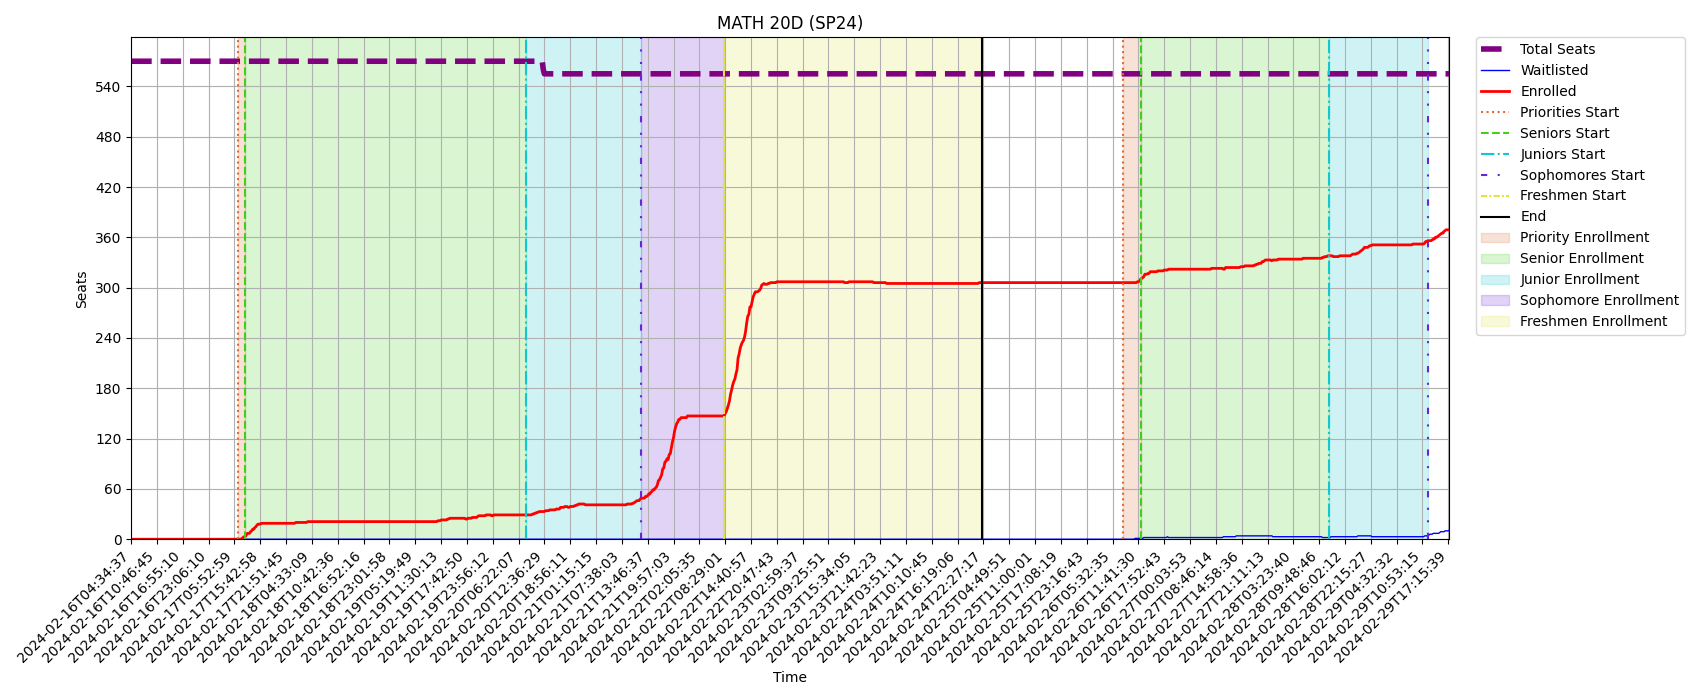 MATH 20D (SP24)
Seats
540
480
420
360
300
240
180
120
60
0
2024-02-16T04:34:37
2024-02-16T10:46:45
2024-02-16T16:55:10
2024-02-16T23:06:10
2024-02-17T05:52:59
2024-02-17T15:42:58
2024-02-17T21:51:45
2024-02-18T04:33:09
2024-02-18T10:42:36
2024-02-18T16:52:16
2024-02-18T23:01:58
2024-02-19T05:19:49
2024-02-19T11:30:13
2024-02-19T17:42:50
2024-02-19T23:56:12
2024-02-20T06:22:07
2024-02-20T12:36:29
2024-02-20T18:56:11
2024-02-21T01:15:15
2024-02-21T07:38:03
2024-02-21T13:46:37
2024-02-21T19:57:03
2024-02-22T02:05:35
2024-02-22T08:29:01
2024-02-22T14:40:57
2024-02-22T20:47:43
2024-02-23T02:59:37
2024-02-23T09:25:51
2024-02-23T15:34:05
2024-02-23T21:42:23
2024-02-24T03:51:11
2024-02-24T10:10:45
2024-02-24T16:19:06
2024-02-24T22:27:17
2024-02-25T04:49:51
2024-02-25T11:00:01
2024-02-25T17:08:19
2024-02-25T23:16:43
2024-02-26T05:32:35
2024-02-26T11:41:30
2024-02-26T17:52:43
2024-02-27T00:03:53
2024-02-27T08:46:14
2024-02-27T14:58:36
2024-02-27T21:11:13
2024-02-28T03:23:40
2024-02-28T09:48:46
2024-02-28T16:02:12
2024-02-28T22:15:27
2024-02-29T04:32:32
2024-02-29T10:53:15
2024-02-29T17:15:39
Time
Total Seats
Waitlisted
Enrolled
Priorities Start
Seniors Start
Juniors Start
Sophomores Start
Freshmen Start
End
Priority Enrollment
Senior Enrollment
Junior Enrollment
Sophomore Enrollment
Freshmen Enrollment